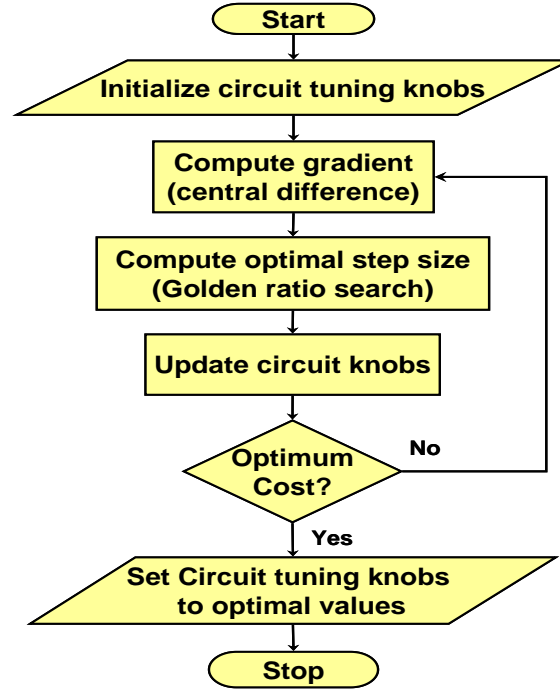 Start
Initialize circuit tuning knobs
Compute gradient
(central difference)
Compute optimal step size
(Golden ratio search)
Update circuit knobs
Optimum
Cost?
No
Yes
Set Circuit tuning knobs
to optimal values
Stop